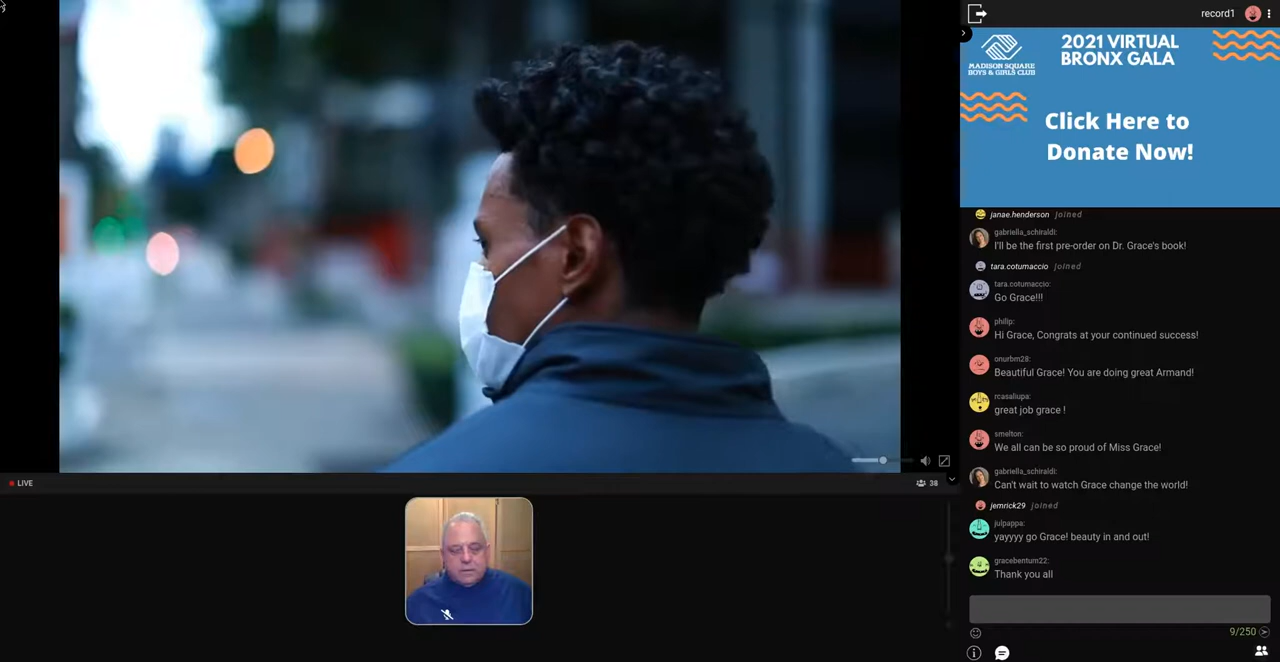 record1
MADISON SQUARE
BOYS & GIRLS CLUB
2021 VIRTUAL
BRONX GALA
Click Here to
Donate Now!
janae.henderson joined
gabriella_schiraldi:
I'll be the first pre-order on Dr. Grace's book!
tara.cotumaccio joined
tara.cotumaccio:
Go Grace!!!
philip:
Hi Grace, Congrats at your continued success!
onurbm28:
Beautiful Grace! You are doing great Armand!
rcasaliupa:
great job grace !
smelton:
We all can be so proud of Miss Grace!
gabriella_schiraldi:
Can't wait to watch Grace change the world!
jemrick29 joined
julpappa:
yayyyy go Grace! beauty in and out!
gracebentum22:
Thank you all
9/250
LIVE
38